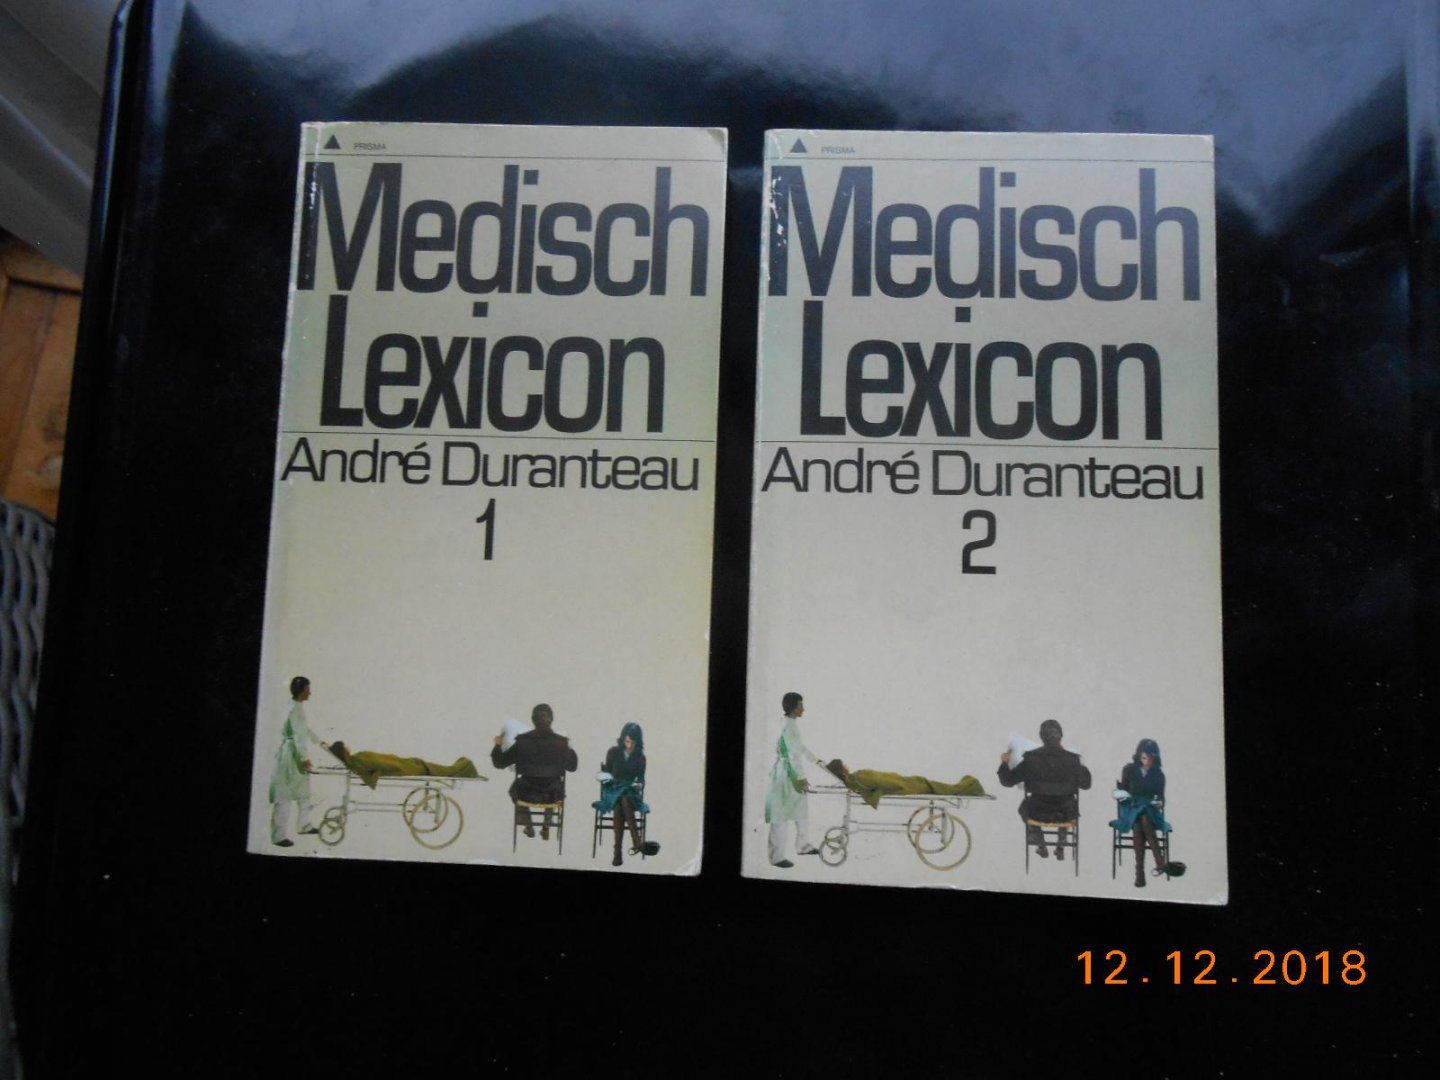 PRISMA
Medisch
Lexicon
André Duranteau
1
PRISMA
Medisch
Lexicon
André Duranteau
2
12.12.2018